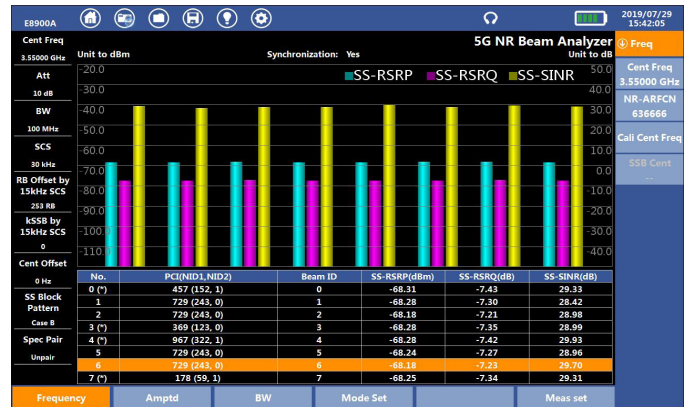 E8900A
2019/07/29
15:42:05
Cent Freq
3.55000 GHz
Att
10 dB
BW
100 MHz
SCS
30 kHz
RB Offset by
15kHz SCS
253 RB
kSSB by
15kHz SCS
0
Cent Offset
0 Hz
SS Block
Pattern
Case B
Spec Pair
Unpair
5G NR Beam Analyzer
Unit to dBm
Synchronization: Yes
Unit to dB
SS-RSRP SS-RSRQ SS-SINR
-20.0 50.0
-30.0 40.0
-40.0 30.0
-50.0 20.0
-60.0 10.0
-70.0 0.0
-80.0 -10.0
-90.0 -20.0
-100.0 -30.0
-110.0 -40.0
No. PCI(NID1,NID2) Beam ID SS-RSRP(dBm) SS-RSRQ(dB) SS-SINR(dB)
0 (*) 457 (152, 1) 0 -68.31 -7.43 29.33
1 729 (243, 0) 1 -68.28 -7.30 28.42
2 729 (243, 0) 2 -68.18 -7.21 28.98
3 (*) 369 (123, 0) 3 -68.28 -7.35 28.99
4 (*) 967 (322, 1) 4 -68.28 -7.42 29.93
5 729 (243, 0) 5 -68.24 -7.27 28.96
6 729 (243, 0) 6 -68.18 -7.23 29.70
7 (*) 178 (59, 1) 7 -68.25 -7.34 29.31
Freq
Cent Freq
3.55000 GHz
NR-ARFCN
636666
Cali Cent Freq
SSB Cent
--
Frequency Amptd BW Mode Set Meas set